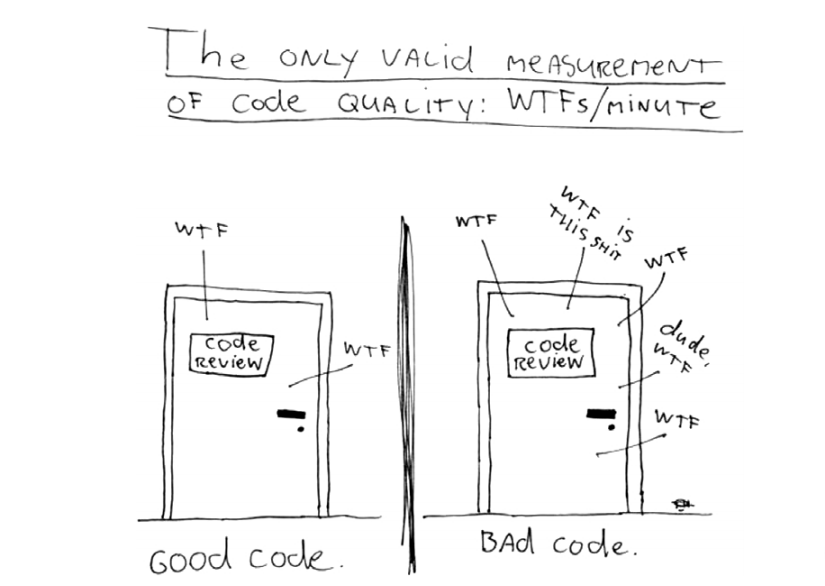 The ONLY VALid MEASUREMENT
OF Code QUALITY: WTFs/MINUTE
WTF
Code
REVIEW
WTF
GOOD Code.
WTF
WTF is
THIS SHIT
WTF
Code
REVIEW
dude,
WTF
WTF
BAd Code.